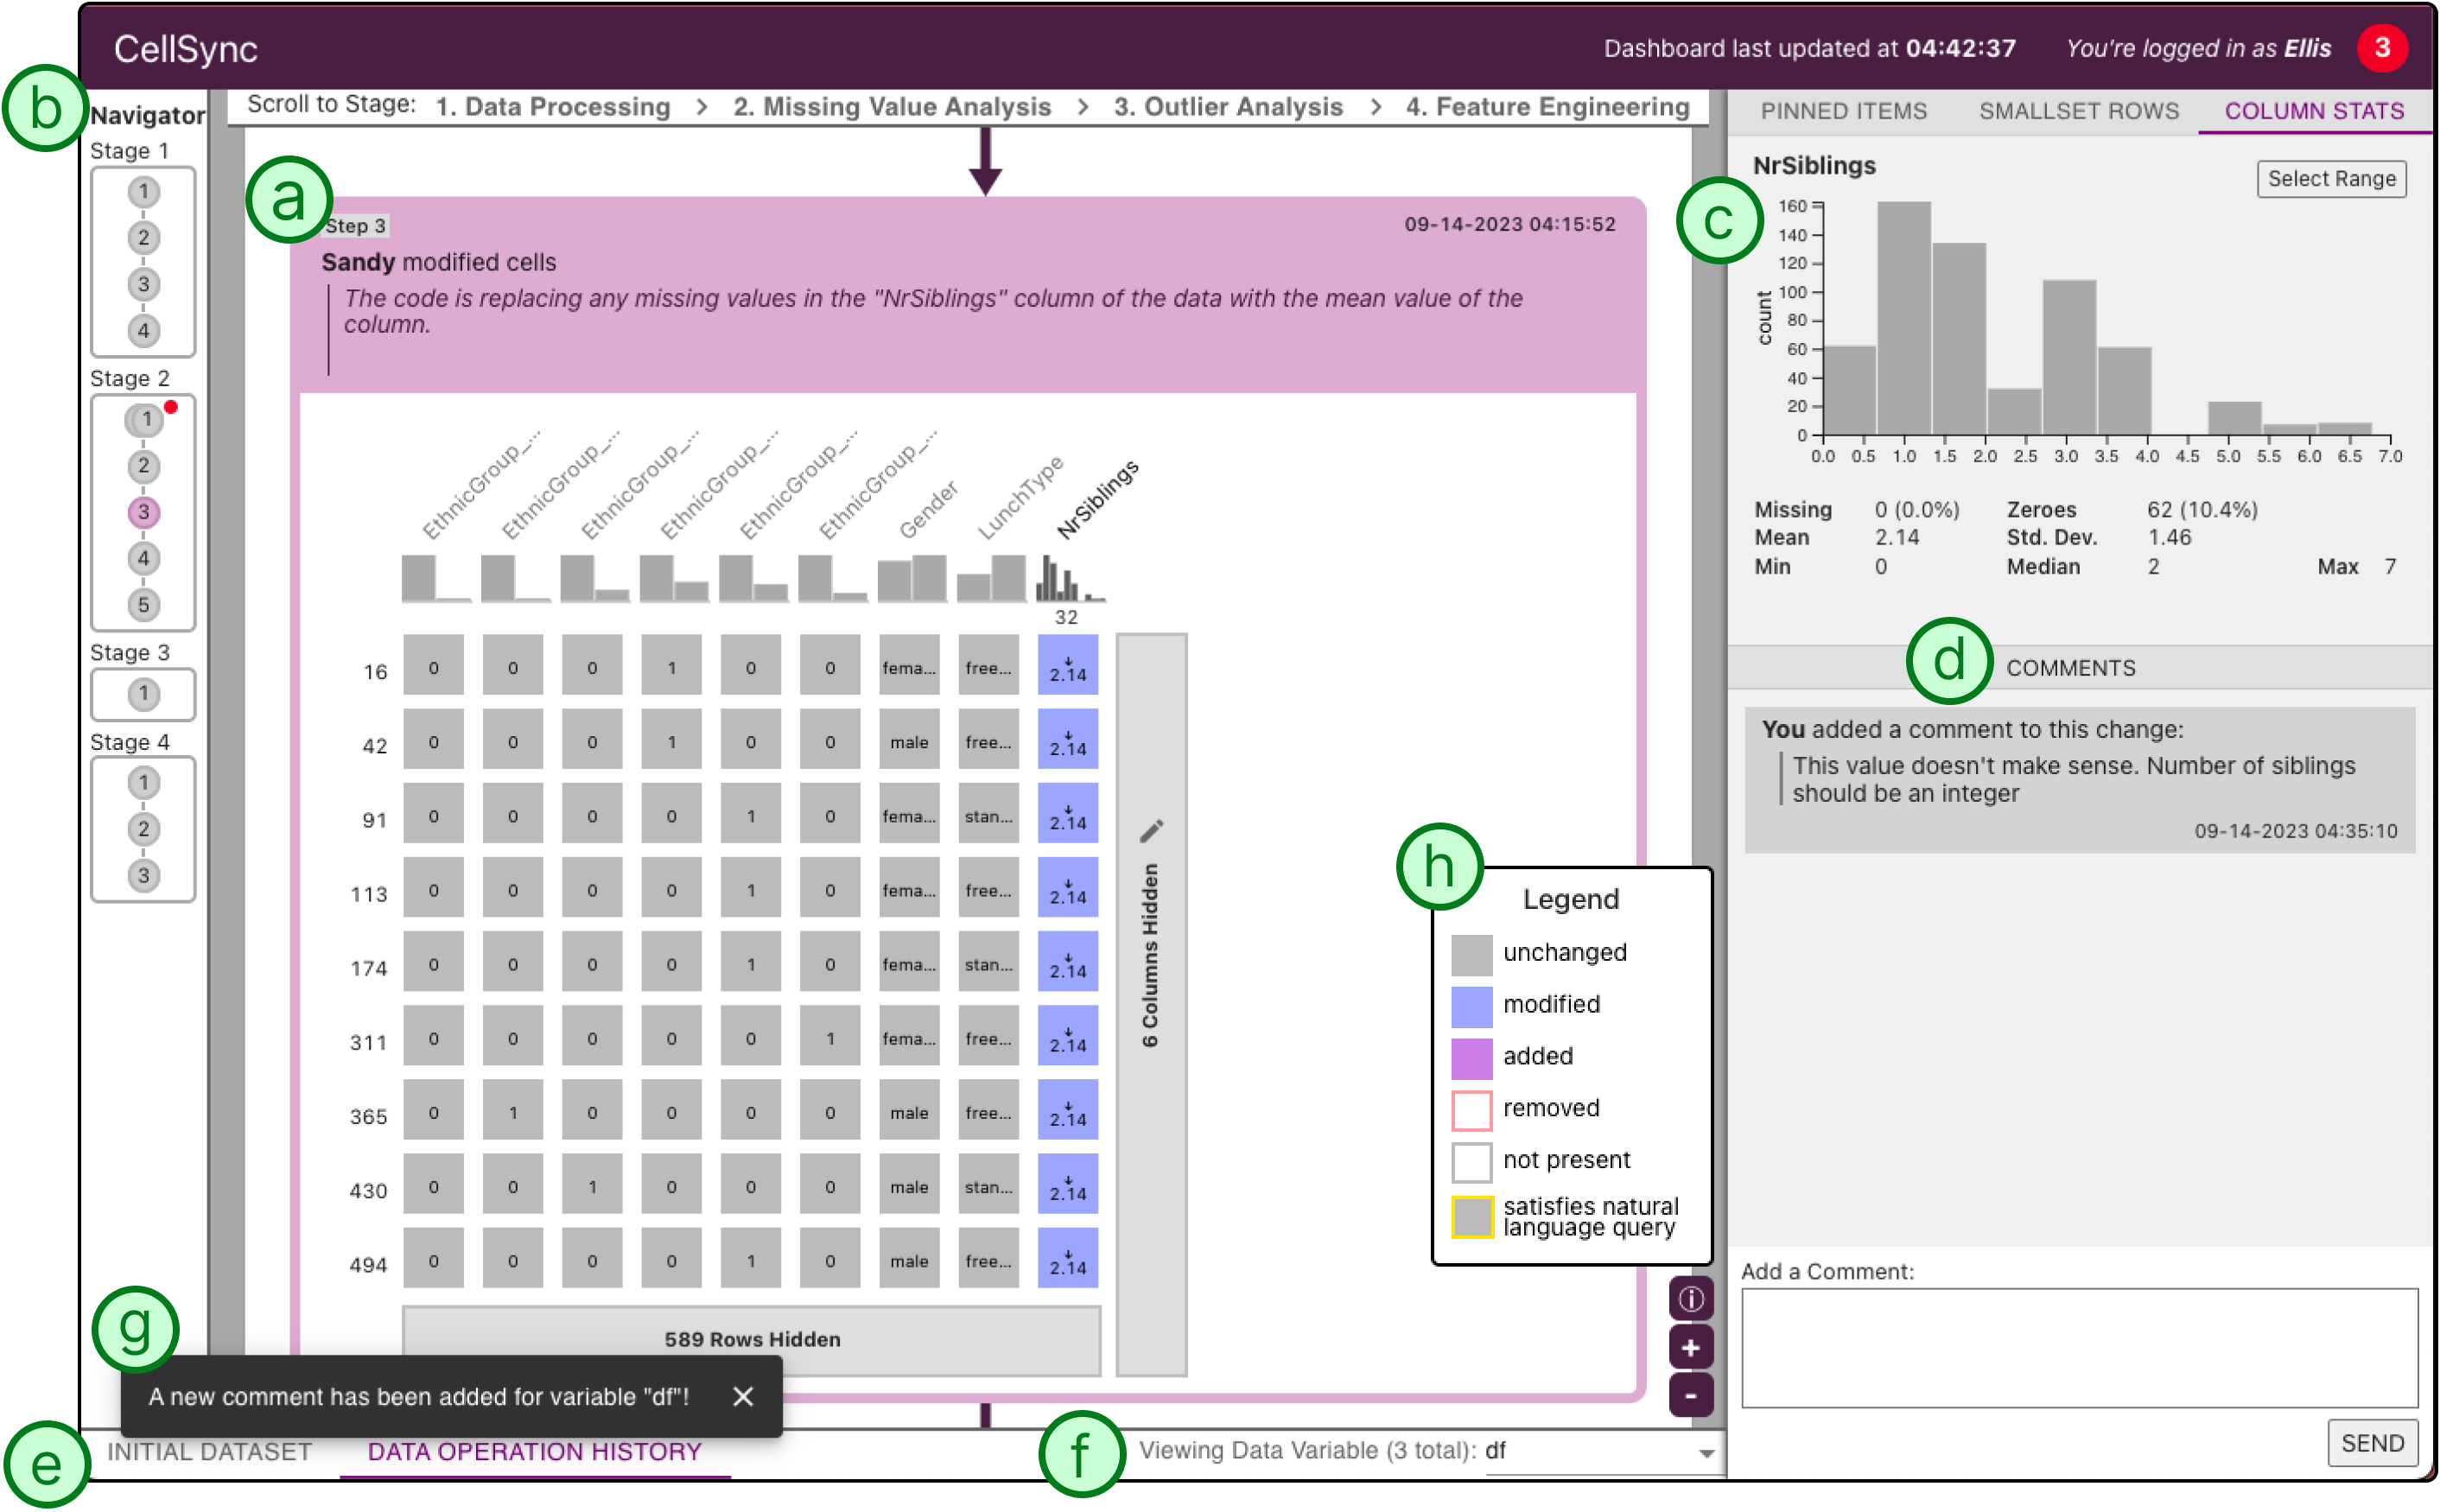 CellSync
Dashboard last updated at 04:42:37
You're logged in as Ellis
3
b
Navigator
Stage 1
1
2
3
4
Stage 2
1
2
3
4
5
Stage 3
1
Stage 4
1
2
3
Scroll to Stage: 1. Data Processing > 2. Missing Value Analysis > 3. Outlier Analysis > 4. Feature Engineering
a
Step 3
09-14-2023 04:15:52
Sandy modified cells
The code is replacing any missing values in the "NrSiblings" column of the data with the mean value of the
column.
EthnicGroup_... EthnicGroup_... EthnicGroup_... EthnicGroup_... EthnicGroup_... EthnicGroup_... Gender LunchType NrSiblings
32
16 0 0 0 1 0 0 fema... free... 2.14
42 0 0 0 1 0 0 male free... 2.14
91 0 0 0 0 1 0 fema... stan... 2.14
113 0 0 0 0 1 0 fema... free... 2.14
174 0 0 0 0 1 0 fema... stan... 2.14
311 0 0 0 0 0 1 fema... free... 2.14
365 0 1 0 0 0 0 male free... 2.14
430 0 0 1 0 0 0 male stan... 2.14
494 0 0 0 0 1 0 male free... 2.14
6 Columns Hidden
589 Rows Hidden
h
Legend
unchanged
modified
added
removed
not present
satisfies natural
language query
+
-
g
A new comment has been added for variable "df"! ×
e
INITIAL DATASET
DATA OPERATION HISTORY
f
Viewing Data Variable (3 total): df
PINNED ITEMS SMALLSET ROWS COLUMN STATS
c
NrSiblings
Select Range
count
160
140
120
100
80
60
40
20
0
0.0 0.5 1.0 1.5 2.0 2.5 3.0 3.5 4.0 4.5 5.0 5.5 6.0 6.5 7.0
Missing 0 (0.0%) Zeroes 62 (10.4%)
Mean 2.14 Std. Dev. 1.46
Min 0 Median 2 Max 7
d
COMMENTS
You added a comment to this change:
This value doesn't make sense. Number of siblings
should be an integer
09-14-2023 04:35:10
Add a Comment:
SEND